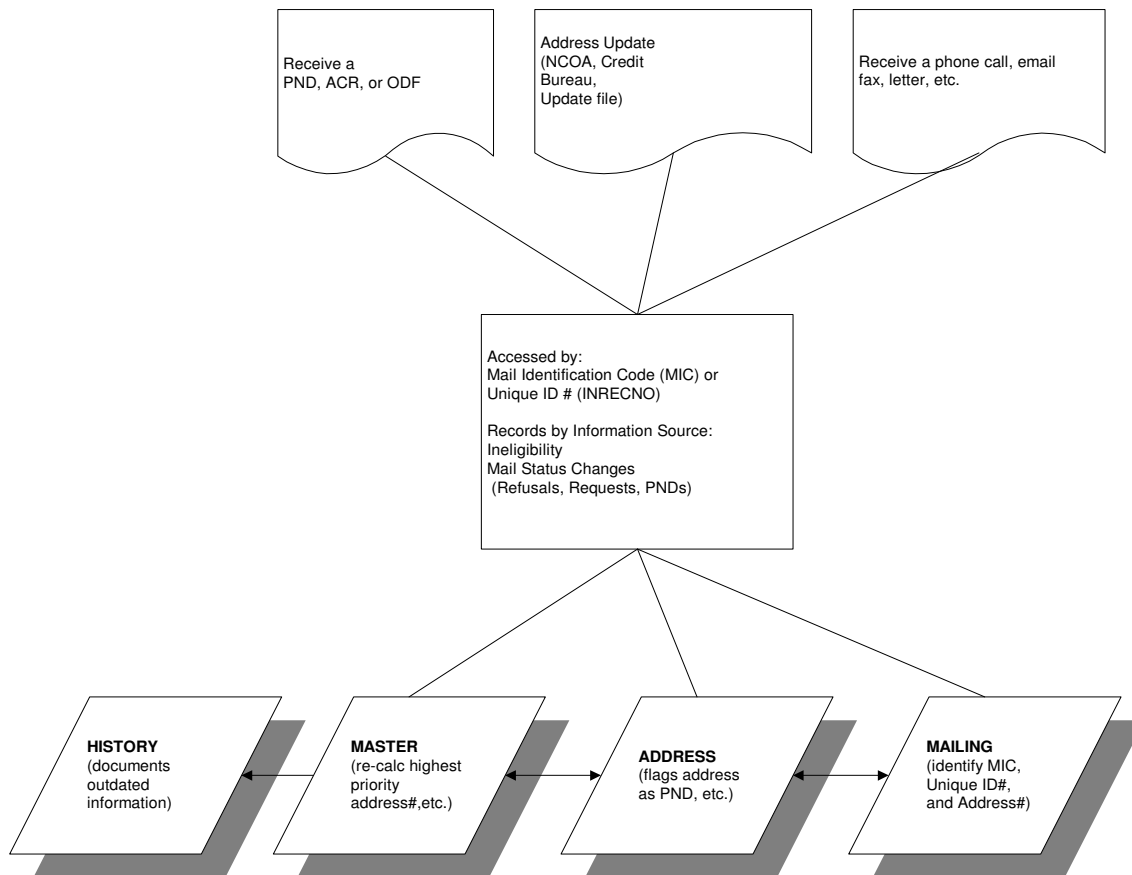 Receive a
PND, ACR, or ODF
Address Update
(NCOA, Credit
Bureau,
Update file)
Receive a phone call, email
fax, letter, etc.
Accessed by:
Mail Identification Code (MIC) or
Unique ID # (INRECNO)
Records by Information Source:
Ineligibility
Mail Status Changes
(Refusals, Requests, PNDs)
HISTORY
(documents
outdated
information)
MASTER
(re-calc highest
priority
address#,etc.)
ADDRESS
(flags address
as PND, etc.)
MAILING
(identify MIC,
Unique ID#,
and Address#)